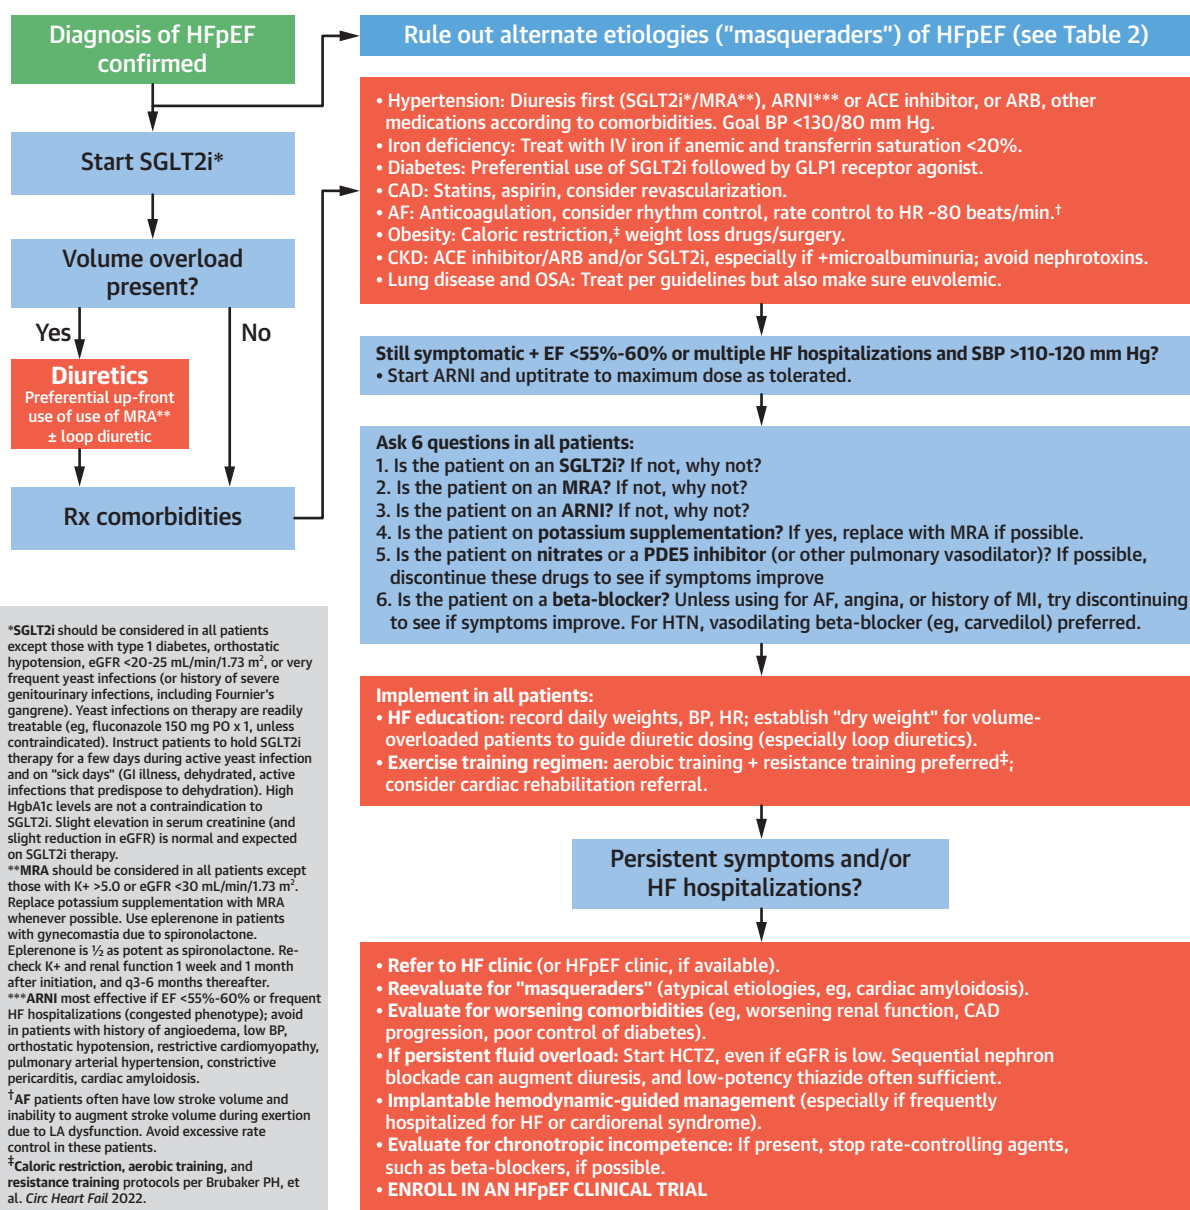 Diagnosis of HFpEF
confirmed
Start SGLT2i*
Volume overload
present?
Yes
No
Diuretics
Preferential up-front
use of use of MRA**
± loop diuretic
Rx comorbidities
Rule out alternate etiologies ("masqueraders") of HFpEF (see Table 2)
• Hypertension: Diuresis first (SGLT2i*/MRA**), ARNI*** or ACE inhibitor, or ARB, other
medications according to comorbidities. Goal BP <130/80 mm Hg.
• Iron deficiency: Treat with IV iron if anemic and transferrin saturation <20%.
• Diabetes: Preferential use of SGLT2i followed by GLP1 receptor agonist.
• CAD: Statins, aspirin, consider revascularization.
• AF: Anticoagulation, consider rhythm control, rate control to HR ~80 beats/min.†
• Obesity: Caloric restriction,‡ weight loss drugs/surgery.
• CKD: ACE inhibitor/ARB and/or SGLT2i, especially if +microalbuminuria; avoid nephrotoxins.
• Lung disease and OSA: Treat per guidelines but also make sure euvolemic.
Still symptomatic + EF <55%-60% or multiple HF hospitalizations and SBP >110-120 mm Hg?
• Start ARNI and uptitrate to maximum dose as tolerated.
Ask 6 questions in all patients:
1. Is the patient on an SGLT2i? If not, why not?
2. Is the patient on an MRA? If not, why not?
3. Is the patient on an ARNI? If not, why not?
4. Is the patient on potassium supplementation? If yes, replace with MRA if possible.
5. Is the patient on nitrates or a PDE5 inhibitor (or other pulmonary vasodilator)? If possible,
discontinue these drugs to see if symptoms improve
6. Is the patient on a beta-blocker? Unless using for AF, angina, or history of MI, try discontinuing
to see if symptoms improve. For HTN, vasodilating beta-blocker (eg, carvedilol) preferred.
Implement in all patients:
• HF education: record daily weights, BP, HR; establish "dry weight" for volume-
overloaded patients to guide diuretic dosing (especially loop diuretics).
• Exercise training regimen: aerobic training + resistance training preferred‡;
consider cardiac rehabilitation referral.
Persistent symptoms and/or
HF hospitalizations?
• Refer to HF clinic (or HFpEF clinic, if available).
• Reevaluate for "masqueraders" (atypical etiologies, eg, cardiac amyloidosis).
• Evaluate for worsening comorbidities (eg, worsening renal function, CAD
progression, poor control of diabetes).
• If persistent fluid overload: Start HCTZ, even if eGFR is low. Sequential nephron
blockade can augment diuresis, and low-potency thiazide often sufficient.
• Implantable hemodynamic-guided management (especially if frequently
hospitalized for HF or cardiorenal syndrome).
• Evaluate for chronotropic incompetence: If present, stop rate-controlling agents,
such as beta-blockers, if possible.
• ENROLL IN AN HFpEF CLINICAL TRIAL
*SGLT2i should be considered in all patients
except those with type 1 diabetes, orthostatic
hypotension, eGFR <20-25 mL/min/1.73 m², or very
frequent yeast infections (or history of severe
genitourinary infections, including Fournier's
gangrene). Yeast infections on therapy are readily
treatable (eg, fluconazole 150 mg PO x 1, unless
contraindicated). Instruct patients to hold SGLT2i
therapy for a few days during active yeast infection
and on "sick days" (GI illness, dehydrated, active
infections that predispose to dehydration). High
HgbA1c levels are not a contraindication to
SGLT2i. Slight elevation in serum creatinine (and
slight reduction in eGFR) is normal and expected
on SGLT2i therapy.
**MRA should be considered in all patients except
those with K+ >5.0 or eGFR <30 mL/min/1.73 m².
Replace potassium supplementation with MRA
whenever possible. Use eplerenone in patients
with gynecomastia due to spironolactone.
Eplerenone is ½ as potent as spironolactone. Re-
check K+ and renal function 1 week and 1 month
after initiation, and q3-6 months thereafter.
***ARNI most effective if EF <55%-60% or frequent
HF hospitalizations (congested phenotype); avoid
in patients with history of angioedema, low BP,
orthostatic hypotension, restrictive cardiomyopathy,
pulmonary arterial hypertension, constrictive
pericarditis, cardiac amyloidosis.
†AF patients often have low stroke volume and
inability to augment stroke volume during exertion
due to LA dysfunction. Avoid excessive rate
control in these patients.
‡Caloric restriction, aerobic training, and
resistance training protocols per Brubaker PH, et
al. Circ Heart Fail 2022.